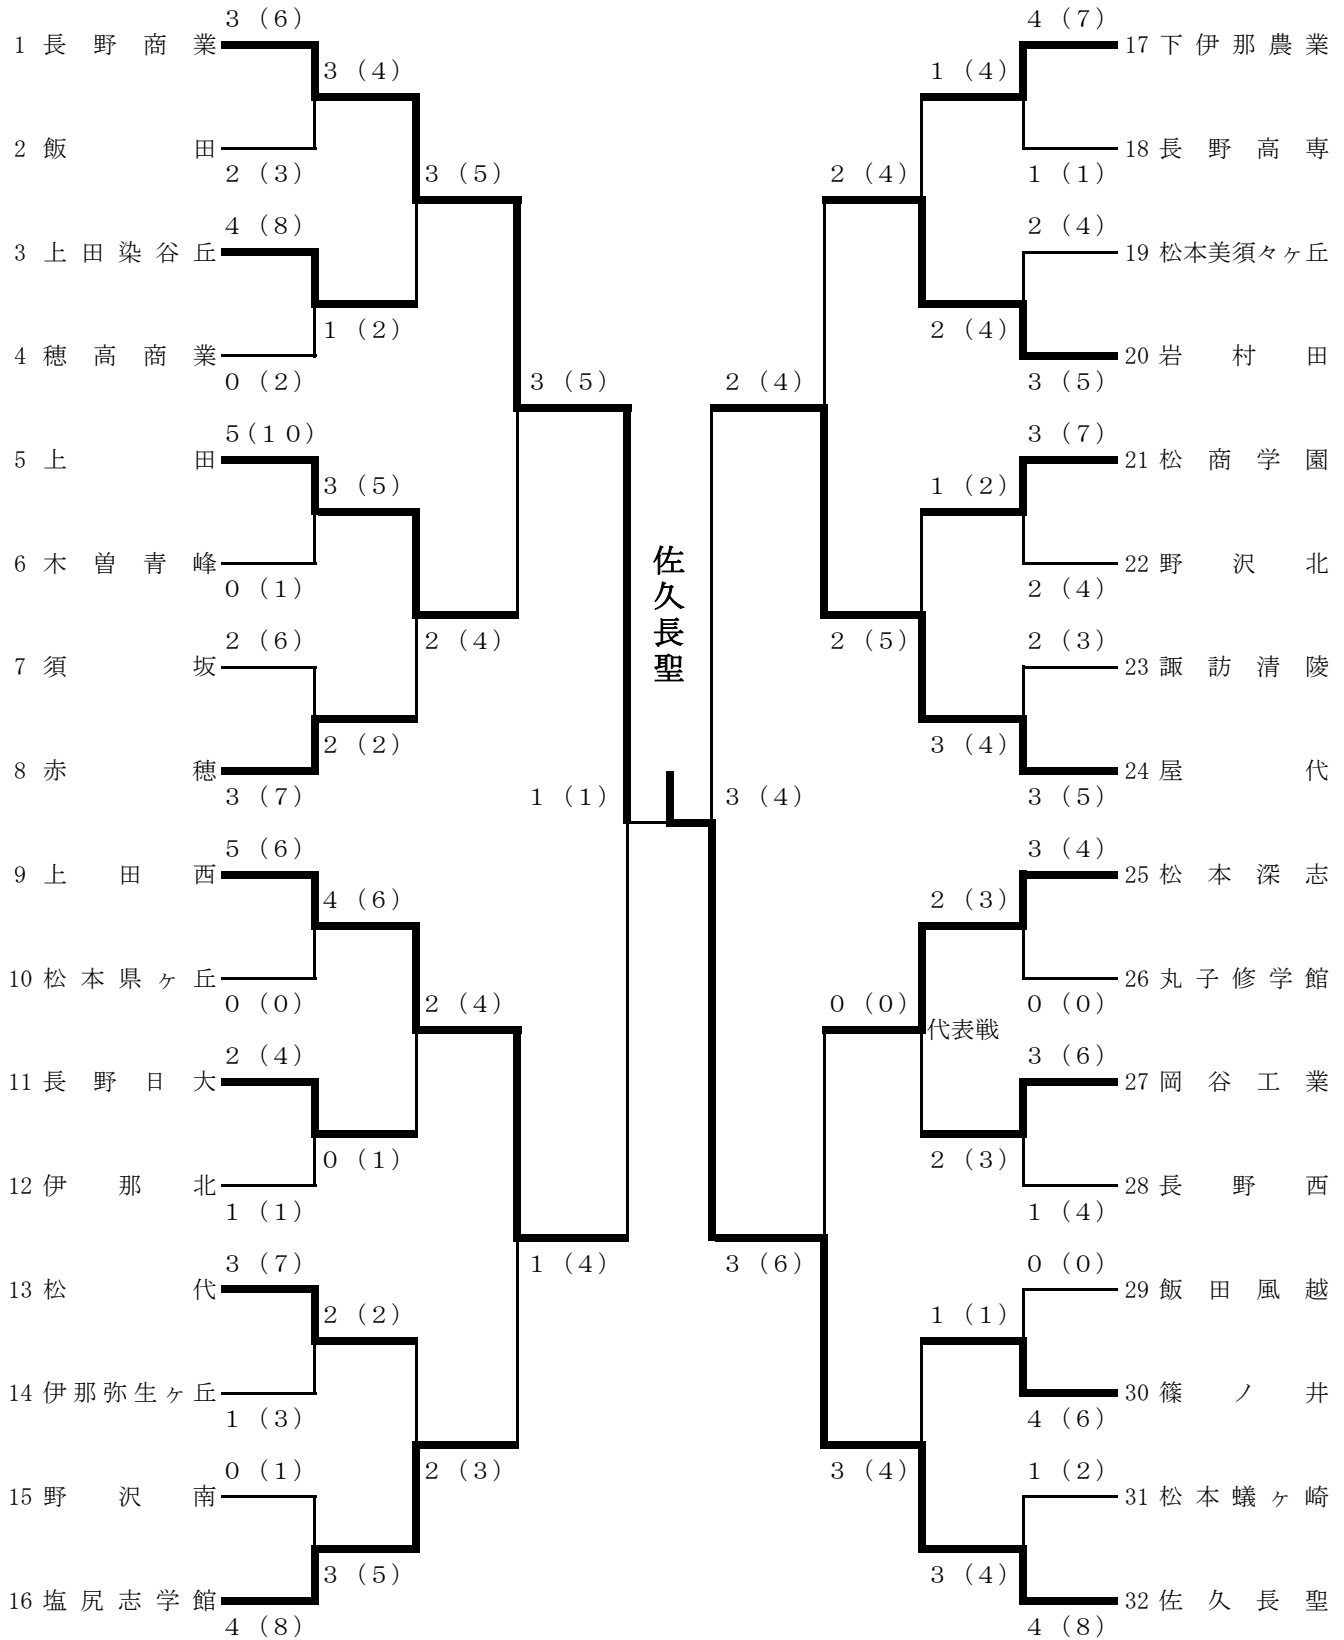 3 (6)
1 長野商業
3 (4)
2 飯田
2 (3)
3 (5)
4 (8)
3 上田染谷丘
1 (2)
4 穂高商業
0 (2)
3 (5)
5 (10)
5 上田
3 (5)
6 木曽青峰
0 (1)
2 (4)
2 (6)
7 須坂
2 (2)
8 赤穂
3 (7)
1 (1)
5 (6)
9 上田西
4 (6)
10 松本県ヶ丘
0 (0)
2 (4)
2 (4)
11 長野日大
0 (1)
12 伊那北
1 (1)
1 (4)
3 (7)
13 松代
2 (2)
14 伊那弥生ヶ丘
1 (3)
2 (3)
0 (1)
15 野沢南
3 (5)
16 塩尻志学館
4 (8)
佐久長聖
4 (7)
17 下伊那農業
1 (4)
18 長野高専
1 (1)
2 (4)
2 (4)
19 松本美須々ヶ丘
2 (4)
20 岩村田
3 (5)
2 (4)
3 (7)
21 松商学園
1 (2)
22 野沢北
2 (4)
2 (5)
2 (3)
23 諏訪清陵
3 (4)
24 屋代
3 (5)
3 (4)
3 (4)
25 松本深志
2 (3)
26 丸子修学館
0 (0)
0 (0)
代表戦
3 (6)
27 岡谷工業
2 (3)
28 長野西
1 (4)
3 (6)
0 (0)
29 飯田風越
1 (1)
30 篠ノ井
4 (6)
3 (4)
1 (2)
31 松本蟻ヶ崎
3 (4)
32 佐久長聖
4 (8)